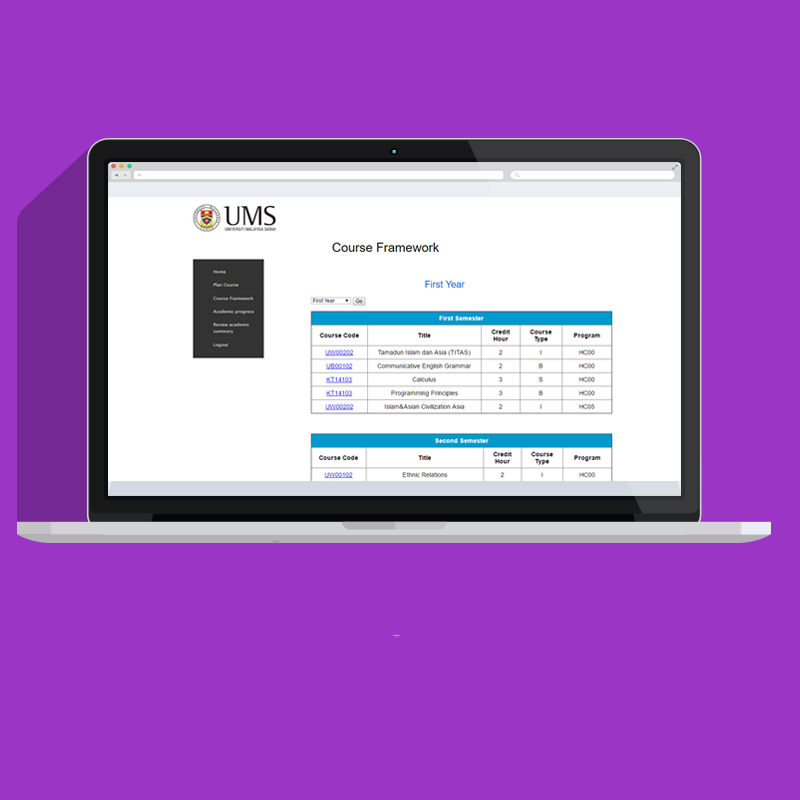 UMS
UNIVERSITI MALAYSIA SABAH
Course Framework
Home
Plan Course
Course Framework
Academic progress
Review academic
summary
Logout
First Year
First Year Go
First Semester
Course Code Title Credit Hour Course Type Program
UW00202 Tamadun Islam dan Asia (TITAS) 2 I HC00
UB00102 Communicative English Grammar 2 B HC00
KT14103 Calculus 3 S HC00
KT14103 Programming Principles 3 B HC00
UW00202 Islam&Asian Civilization Asia 2 I HC05
Second Semester
Course Code Title Credit Hour Course Type Program
UW00102 Ethnic Relations 2 I HC00